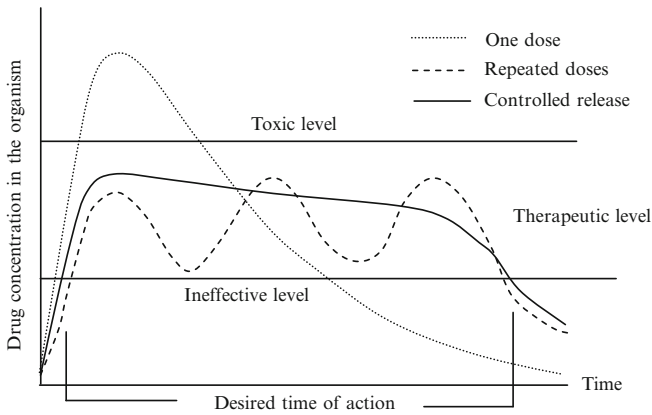 Drug concentration in the organism
One dose
Repeated doses
Controlled release
Toxic level
Therapeutic level
Ineffective level
Time
Desired time of action